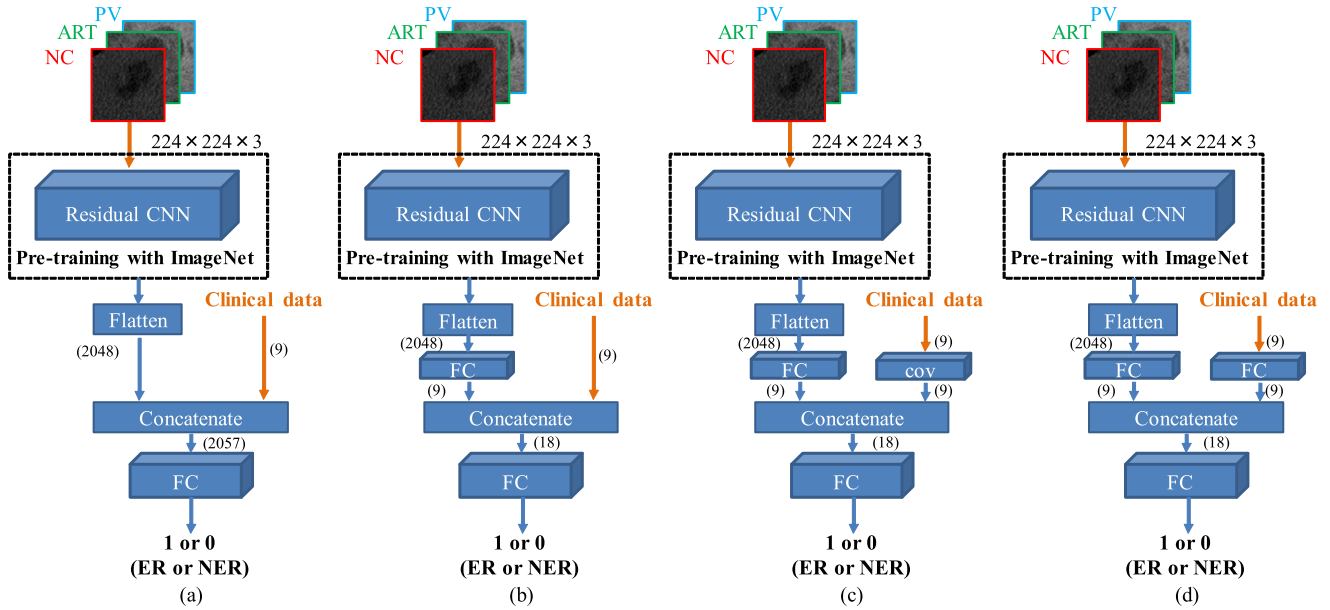 PV
ART
NC
224 × 224 × 3
Residual CNN
Pre-training with ImageNet
Clinical data
Flatten
(2048)
(9)
Concatenate
(2057)
FC
1 or 0
(ER or NER)
(a)
PV
ART
NC
224 × 224 × 3
Residual CNN
Pre-training with ImageNet
Clinical data
Flatten
(2048)
(9)
FC
(9)
Concatenate
(18)
FC
1 or 0
(ER or NER)
(b)
PV
ART
NC
224 × 224 × 3
Residual CNN
Pre-training with ImageNet
Clinical data
Flatten
(2048)
(9)
FC
cov
(9)
(9)
Concatenate
(18)
FC
1 or 0
(ER or NER)
(c)
PV
ART
NC
224 × 224 × 3
Residual CNN
Pre-training with ImageNet
Clinical data
Flatten
(2048)
(9)
FC
FC
(9)
(9)
Concatenate
(18)
FC
1 or 0
(ER or NER)
(d)